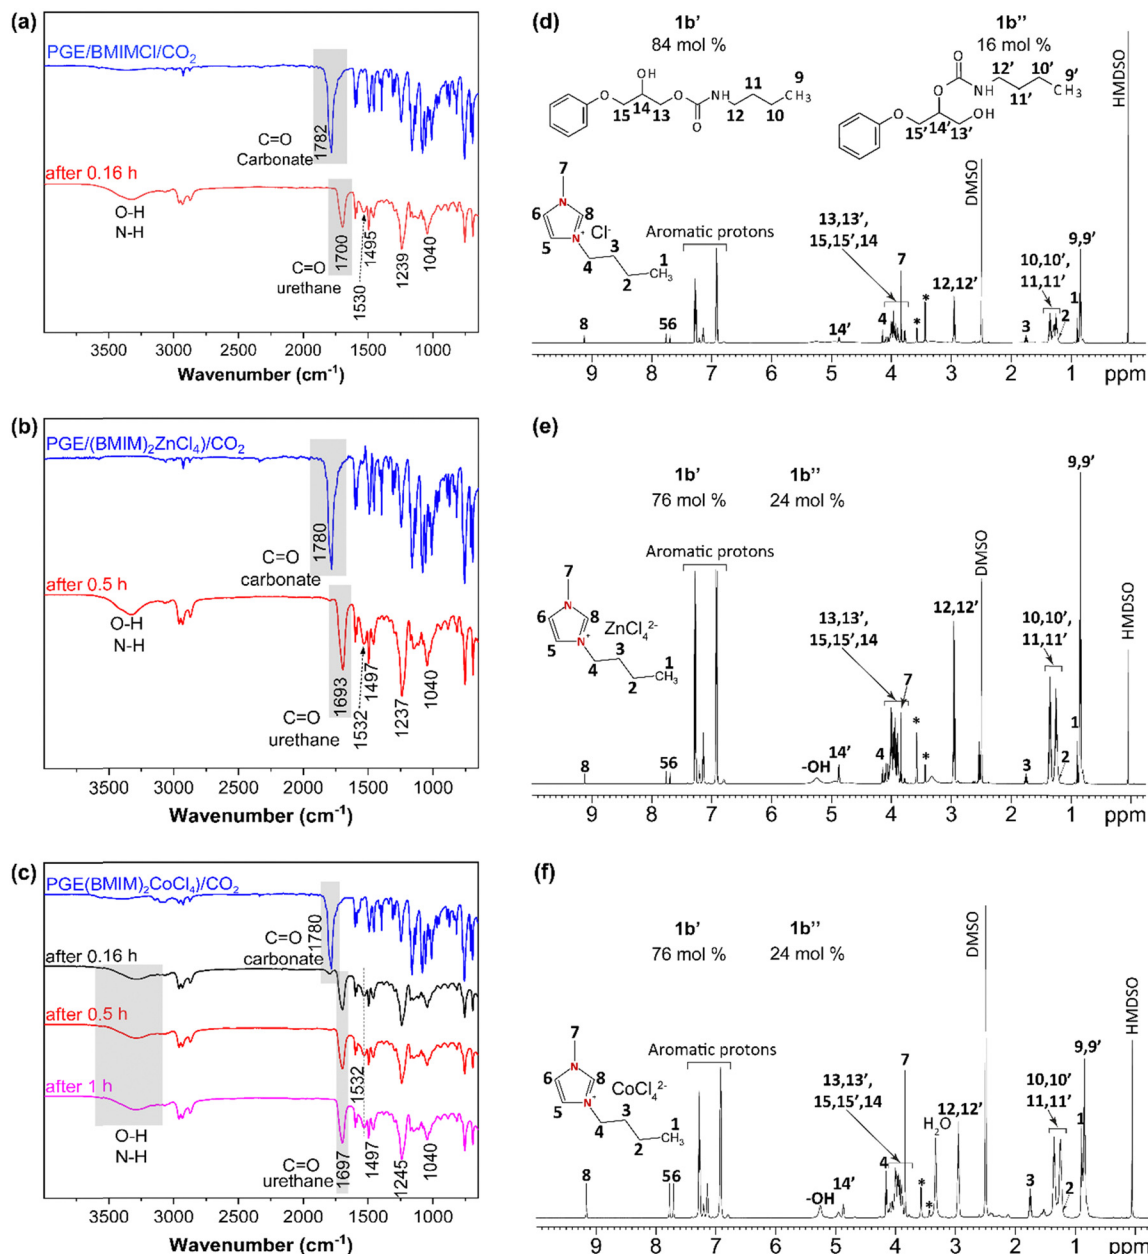 (a)
PGE/BMIMCl/CO2
C=O
Carbonate
1782
after 0.16 h
O-H
N-H
C=O
urethane
1700
1530
1495
1239
1040
3500 3000 2500 2000 1500 1000
Wavenumber (cm-1)
(b)
PGE/(BMIM)2ZnCl4)/CO2
C=O
carbonate
1780
after 0.5 h
O-H
N-H
C=O
urethane
1693
1532
1497
1237
1040
3500 3000 2500 2000 1500 1000
Wavenumber (cm-1)
(c)
PGE(BMIM)2CoCl4)/CO2
C=O
carbonate
1780
after 0.16 h
after 0.5 h
after 1 h
O-H
N-H
C=O
urethane
1697
1532
1497
1245
1040
3500 3000 2500 2000 1500 1000
Wavenumber (cm-1)
(d)
1b’ 1b’’
84 mol % 16 mol %
OH
O 14 O NH 11 9 CH3
15 13 O 12 10
O 12’ 10’ 9’
O NH 11’ CH3
O OH
15’ 14’ 13’
7
N
6 8
N+ Cl-
5 3 1
4 2 CH3
Aromatic protons
13,13’,
15,15’,14
7
12,12’
DMSO
10,10’,
11,11’
9,9’
HMDSO
8 56 14’ 4 * * 3 2 1
9 8 7 6 5 4 3 2 1 ppm
(e)
1b’ 1b’’
76 mol % 24 mol %
7
N
6 8
N+ ZnCl42-
5 3 1
4 2 CH3
Aromatic protons
13,13’,
15,15’,14
7
12,12’
DMSO
10,10’,
11,11’
9,9’
HMDSO
8 56 -OH 14’ 4 * * 3 2 1
9 8 7 6 5 4 3 2 1 ppm
(f)
1b’ 1b’’
76 mol % 24 mol %
7
N
6 8
N+ CoCl42-
5 3 1
4 2 CH3
Aromatic protons
13,13’,
15,15’,14
7
H2O
12,12’
DMSO
10,10’
11,11’
9,9’
HMDSO
8 56 -OH 14’ 4 * * 3 2 1
9 8 7 6 5 4 3 2 1 ppm